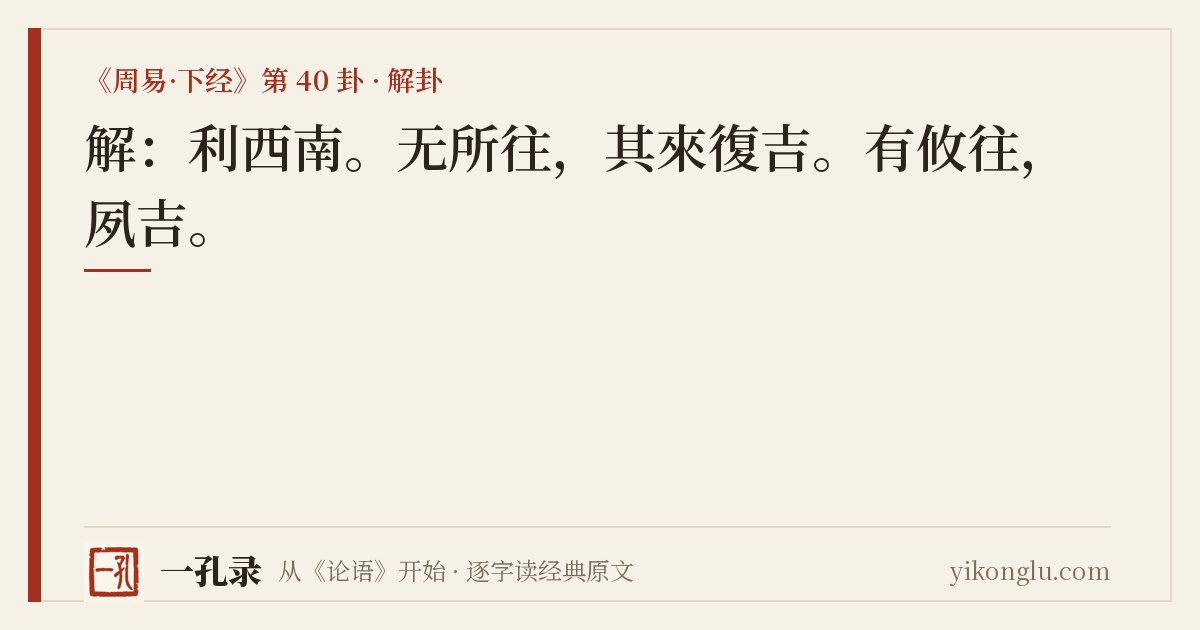 《周易·下经》第 40 卦 · 解卦
解：利西南。无所往，其來復吉。有攸往，
夙吉。
一孔
一孔录 从《论语》开始 · 逐字读经典原文 yikonglu.com